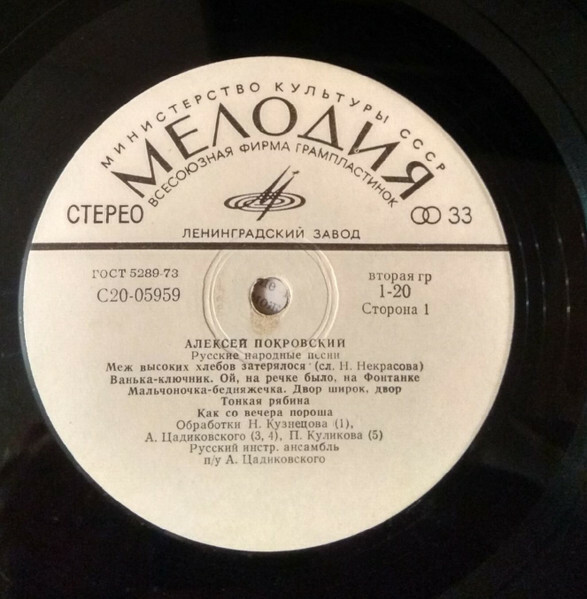 МИНИСТЕРСТВО КУЛЬТУРЫ СССР
МЕЛОДИЯ
ВСЕСОЮЗНАЯ ФИРМА ГРАМПЛАСТИНОК
СТЕРЕО
33
ЛЕНИНГРАДСКИЙ ЗАВОД
ГОСТ 5289-73
С20-05959
вторая гр
1-20
Сторона 1
АЛЕКСЕЙ ПОКРОВСКИЙ
Русские народные песни
Меж высоких хлебов затерялося (сл. Н. Некрасова)
Ванька-ключник. Ой, на речке было, на Фонтанке
Мальчоночка-бедняжечка. Двор широк, двор
Тонкая рябина
Как со вечера пороша
Обработки Н. Кузнецова (1),
А. Цадиковского (3, 4), П. Куликова (5)
Русский инстр. ансамбль
п/у А. Цадиковского